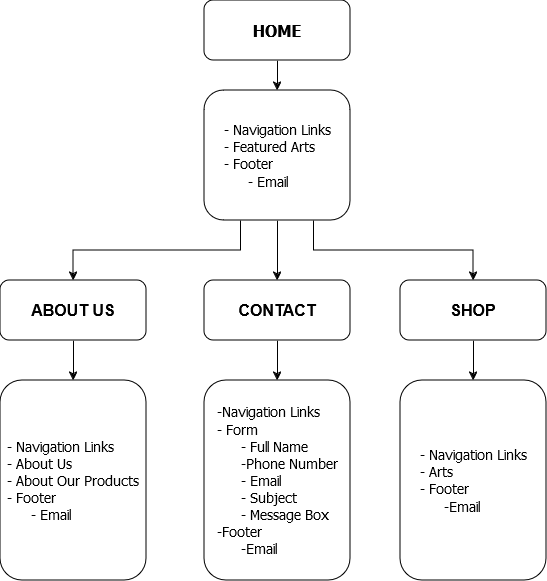 HOME
- Navigation Links
- Featured Arts
- Footer
- Email
ABOUT US
- Navigation Links
- About Us
- About Our Products
- Footer
- Email
CONTACT
-Navigation Links
- Form
- Full Name
-Phone Number
- Email
- Subject
- Message Box
-Footer
-Email
SHOP
- Navigation Links
- Arts
- Footer
-Email